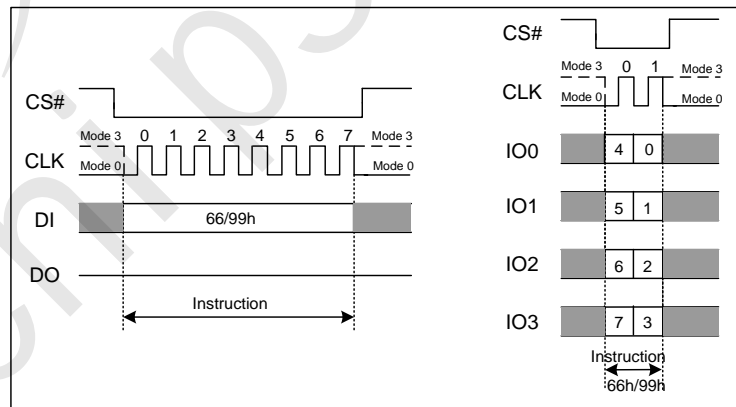 CS#
Mode 3 0 1 2 3 4 5 6 7 Mode 3
CLK
Mode 0 Mode 0
DI 66/99h
DO
Instruction
CS#
Mode 3 0 1 Mode 3
CLK
Mode 0 Mode 0
IO0 4 0
IO1 5 1
IO2 6 2
IO3 7 3
Instruction
66h/99h